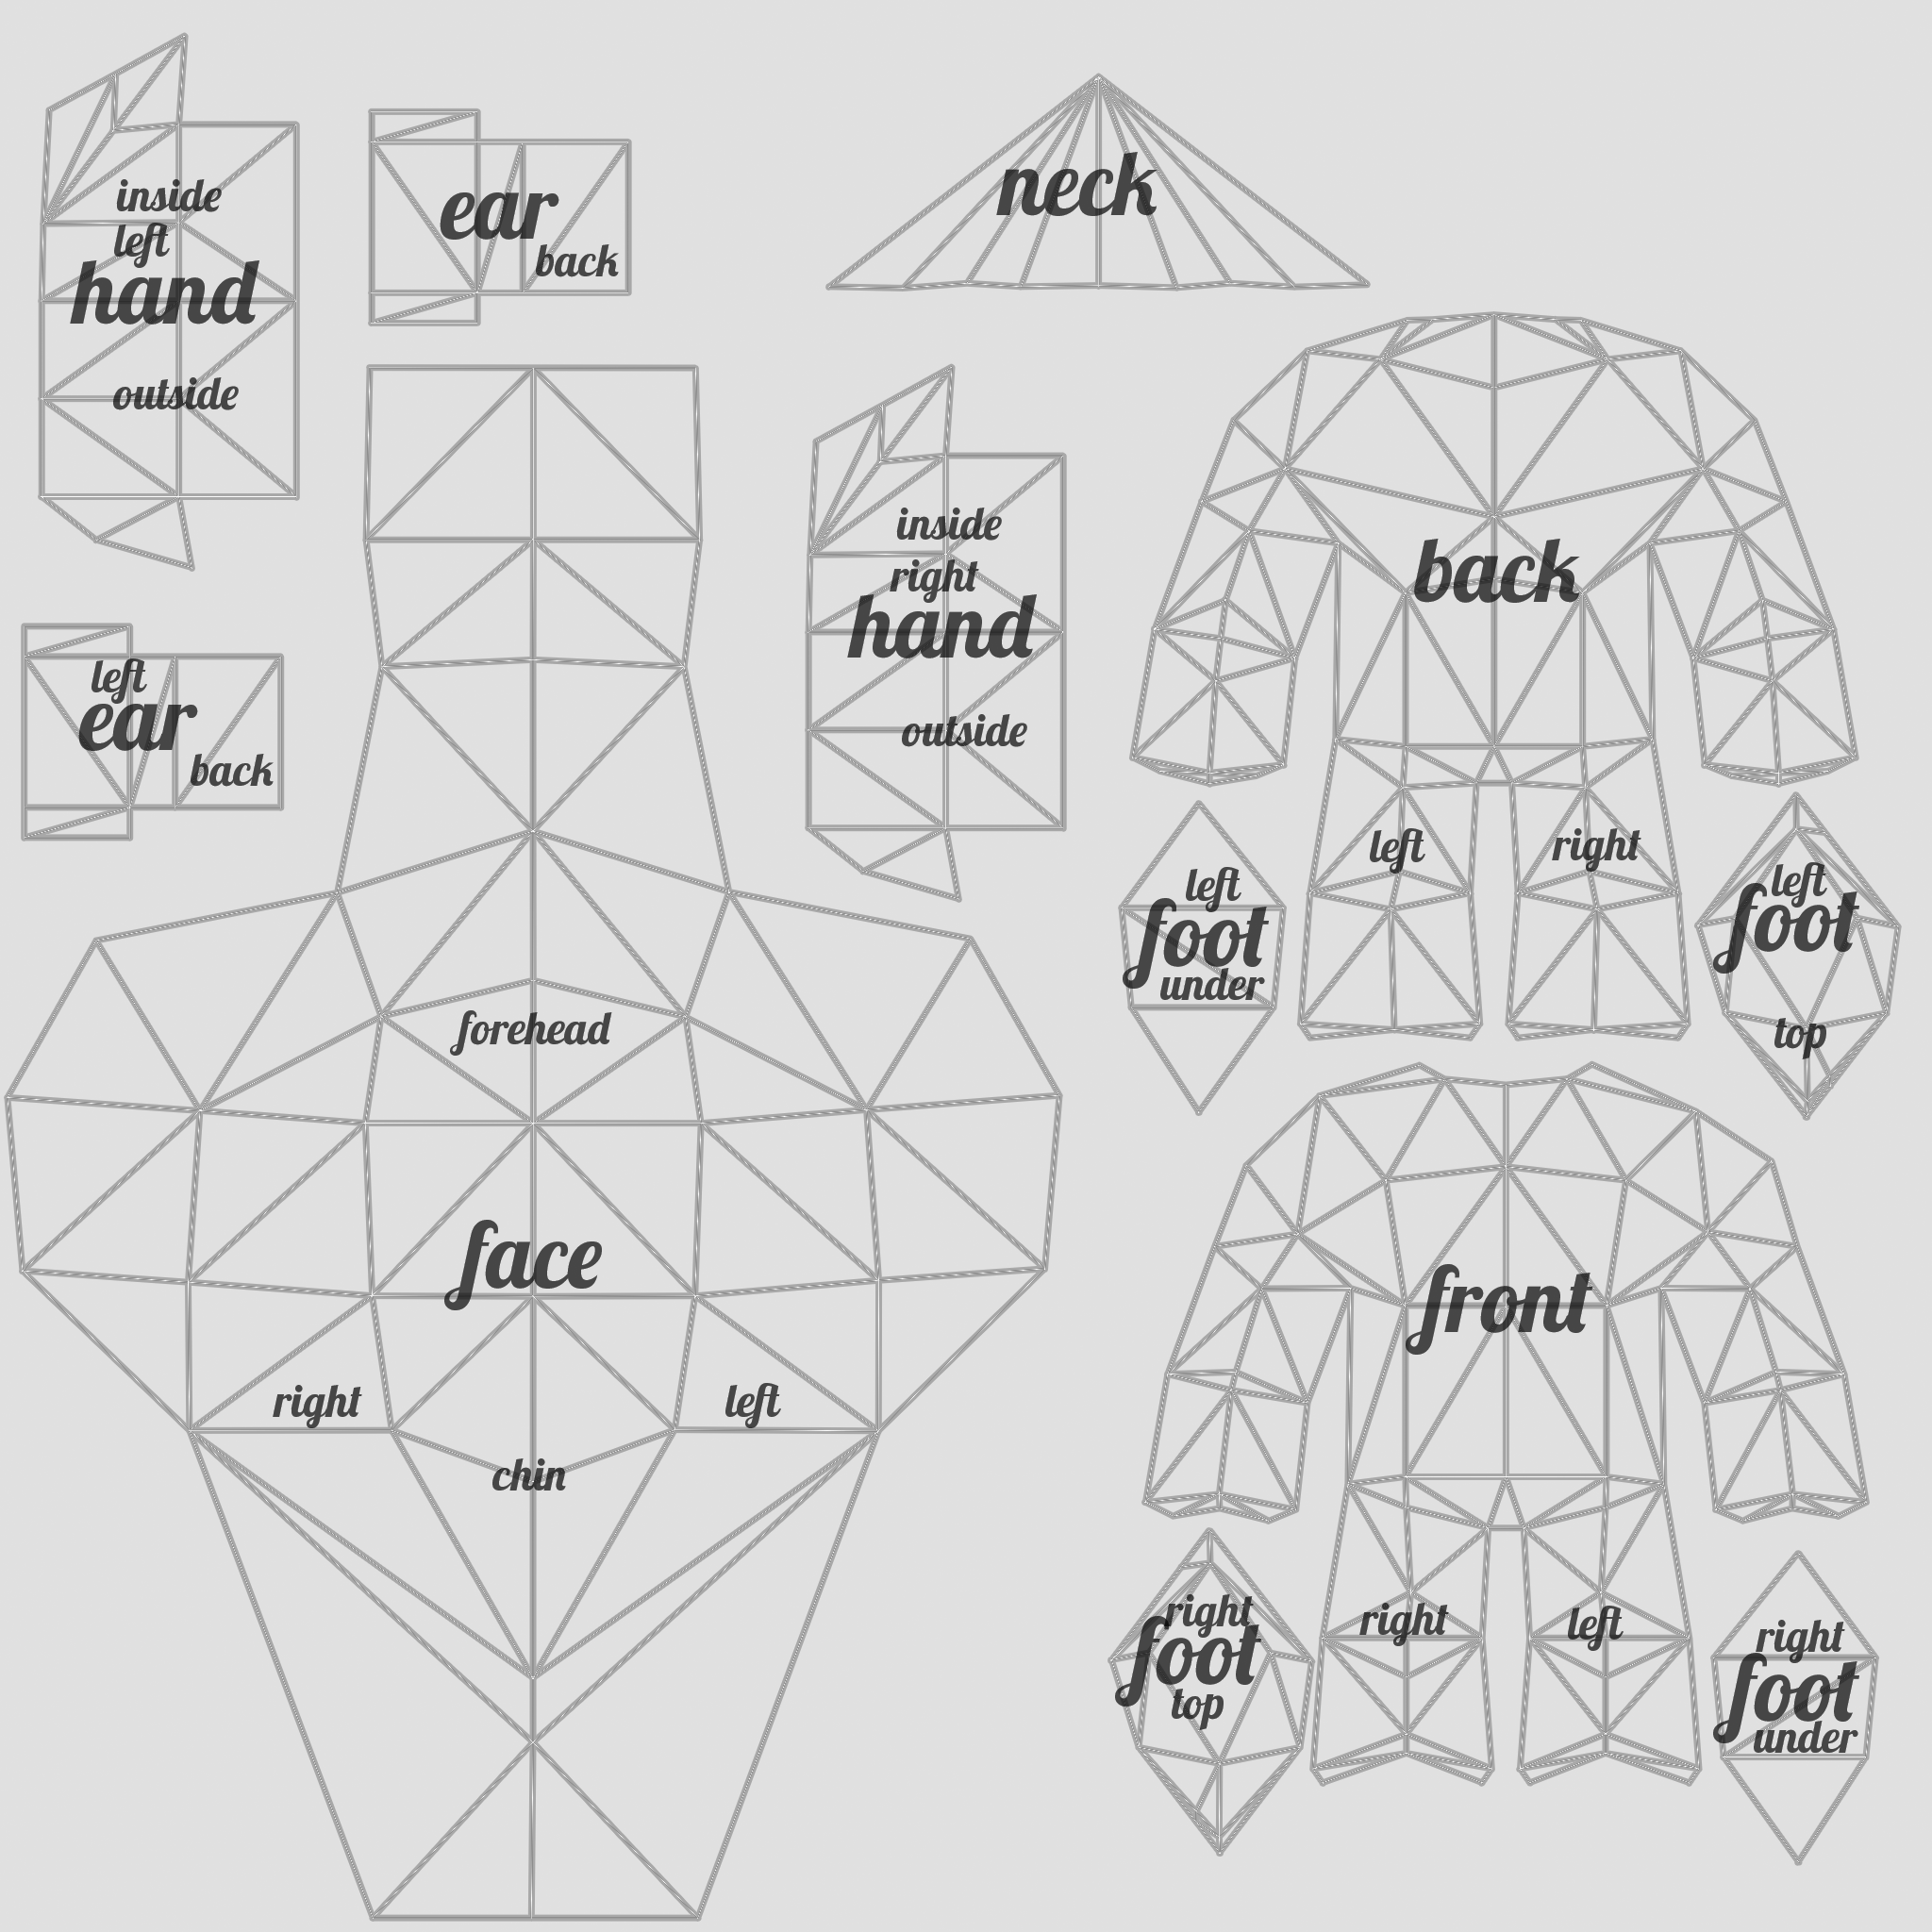 inside
left
hand
outside
ear
back
neck
left
ear
back
inside
right
hand
outside
back
left
right
left
foot
under
left
foot
top
forehead
face
right
left
chin
front
right
left
right
foot
top
right
foot
under